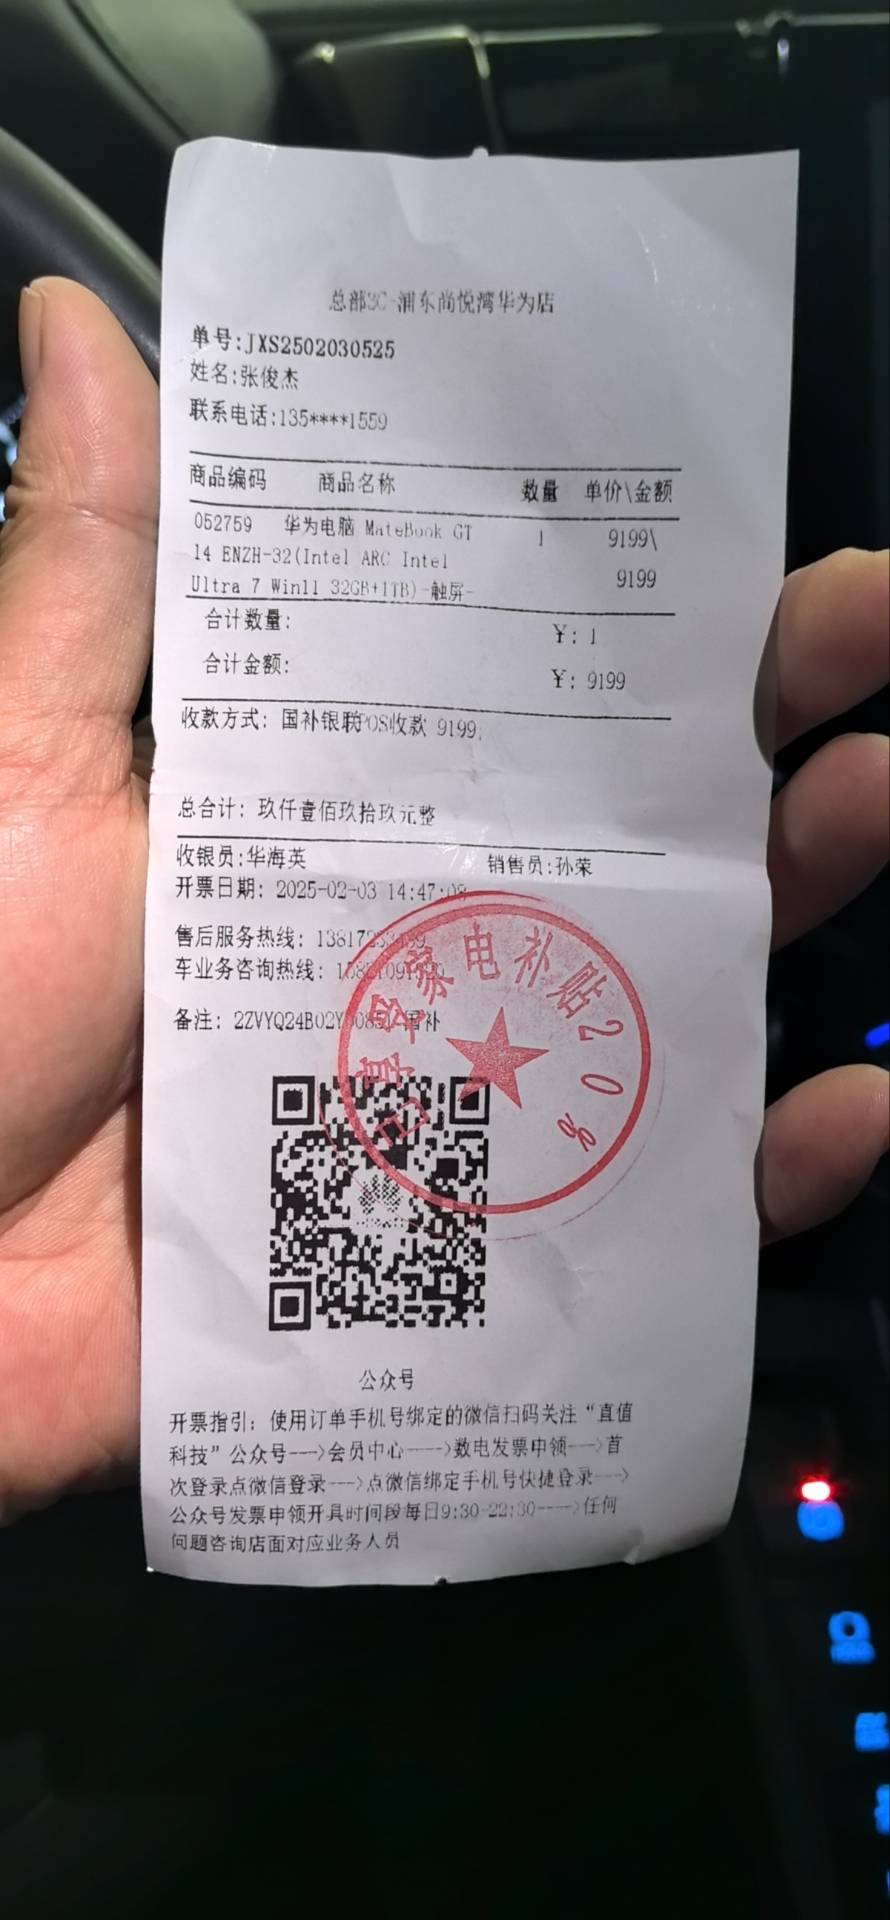 总部3C-浦东尚悦湾华为店
单号:JXS2502030525
姓名:张俊杰
联系电话:135****1559
商品编码 商品名称 数量 单价\金额
052759 华为电脑 MateBook GT 1 9199\
14 ENZH-32(Intel ARC Intel 9199
Ultra 7 Win11 32GB+1TB)-触屏-
合计数量: ¥: 1
合计金额: ¥: 9199
收款方式: 国补银联POS收款 9199,
总合计: 玖仟壹佰玖拾玖元整
收银员:华海英 销售员:孙荣
开票日期: 2025-02-03 14:47:08
售后服务热线:
车业务咨询热线:
备注: 国补
已享受家电补贴20%
公众号
开票指引: 使用订单手机号绑定的微信扫码关注“直值
科技”公众号--->会员中心---->数电发票申领--->首
次登录点微信登录--->点微信绑定手机号快捷登录--->
公众号发票申领开具时间段每日9:30-22:30---->任何
问题咨询店面对应业务人员